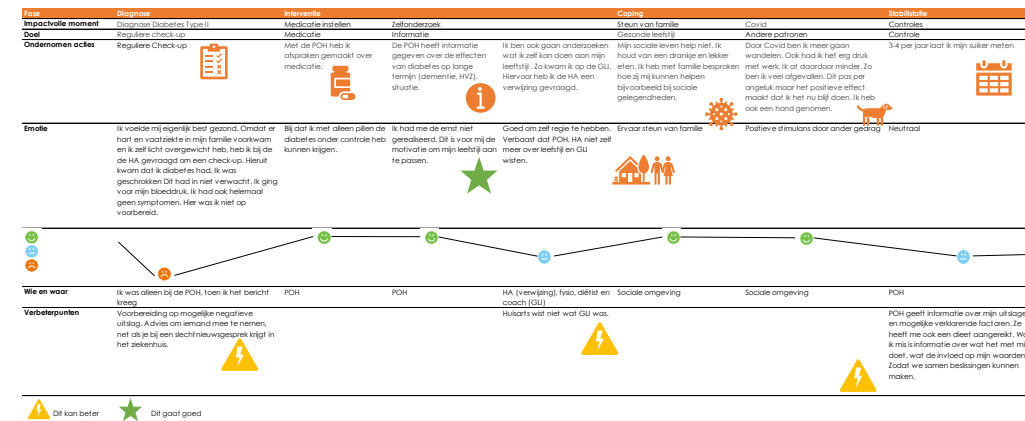 Fase Diagnose Interventie Coping Stabilistatie
Impactvolle moment Diagnose Diabetes Type II Medicatie instellen Zelfonderzoek Steun van familie Covid Controles
Doel Reguliere check-up Medicatie Informatie Gezonde leefstijl Andere patronen Controle
Ondernomen acties
Reguliere Check-up
Met de POH heb ik
afspraken gemaakt over
medicatie.
De POH heeft informatie
gegeven over de effecten
van diabetes op lange
termijn (dementie, HVZ).
situatie.
Ik ben ook gaan onderzoeken
wat ik zelf kan doen aan mijn
leeftstijl . Zo kwam ik op de GLI.
Hiervoor heb ik de HA een
verwijzing gevraagd.
Mijn sociale leven help niet. Ik
houd van een drankje en lekker
eten. Ik heb met familie besproken
hoe zij mij kunnen helpen
bijvoorbeeld bij sociale
gelegendheden.
Door Covid ben ik meer gaan
wandelen. Ook had ik het erg druk
met werk. Ik at daardoor minder. Zo
ben ik veel afgevallen. Dit pas per
ongeluk maar het positieve effect
maakt dat ik het nu blijf doen. Ik heb
ook een hond genomen.
3-4 per jaar laat ik mijn suiker meten
Emotie
Ik voelde mij eigenlijk best gezond. Omdat er
hart en vaatziekte in mijn familie voorkwam
en ik zelf licht overgewicht heb, heb ik bij de
de HA gevraagd om een check-up. Hieruit
kwam dat ik diabetes had. Ik was
geschrokken Dit had in niet verwacht. Ik ging
voor mijn bloeddruk. Ik had ook helemaal
geen symptomen. Hier was ik niet op
voorbereid.
Blij dat ik met alleen pillen de
diabetes onder controle heb
kunnen krijgen.
Ik had me de ernst niet
gerealiseerd. Dit is voor mij de
motivatie om mijn leefstijl aan
te passen.
Goed om zelf regie te hebben.
Verbaast dat POH, HA niet zelf
meer over leefstijl en GLI
wisten.
Ervaar steun van familie
Positieve stimulans door ander gedrag
Neutraal
Wie en waar
Ik was alleen bij de POH, toen ik het bericht
kreeg
POH
POH
HA (verwijzing), fysio, diëtist en
coach (GLI)
Sociale omgeving
Sociale omgeving
POH
Verbeterpunten
Voorbereiding op mogelijke negatieve
uitslag. Advies om iemand mee te nemen,
net als je bij een slechtnieuwsgesprek krijgt in
het ziekenhuis.
Huisarts wist niet wat GLI was.
POH geeft informatie over mijn uitslage
en mogelijke verklarende factoren. Ze
heeft me ook een dieet aangereikt. Wa
ik mis is informatie over wat het met mi
doet, wat de invloed op mijn waarden
Zodat we samen beslissingen kunnen
maken.
Dit kan beter
Dit gaat goed